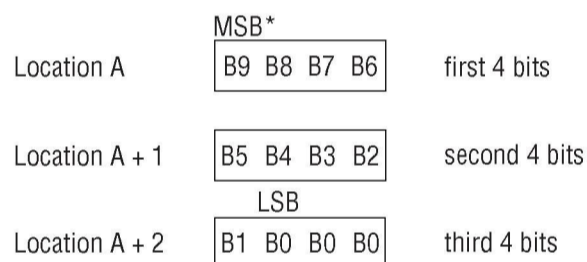 MSB*
Location A B9 B8 B7 B6 first 4 bits
Location A + 1 B5 B4 B3 B2 second 4 bits
LSB
Location A + 2 B1 B0 B0 B0 third 4 bits